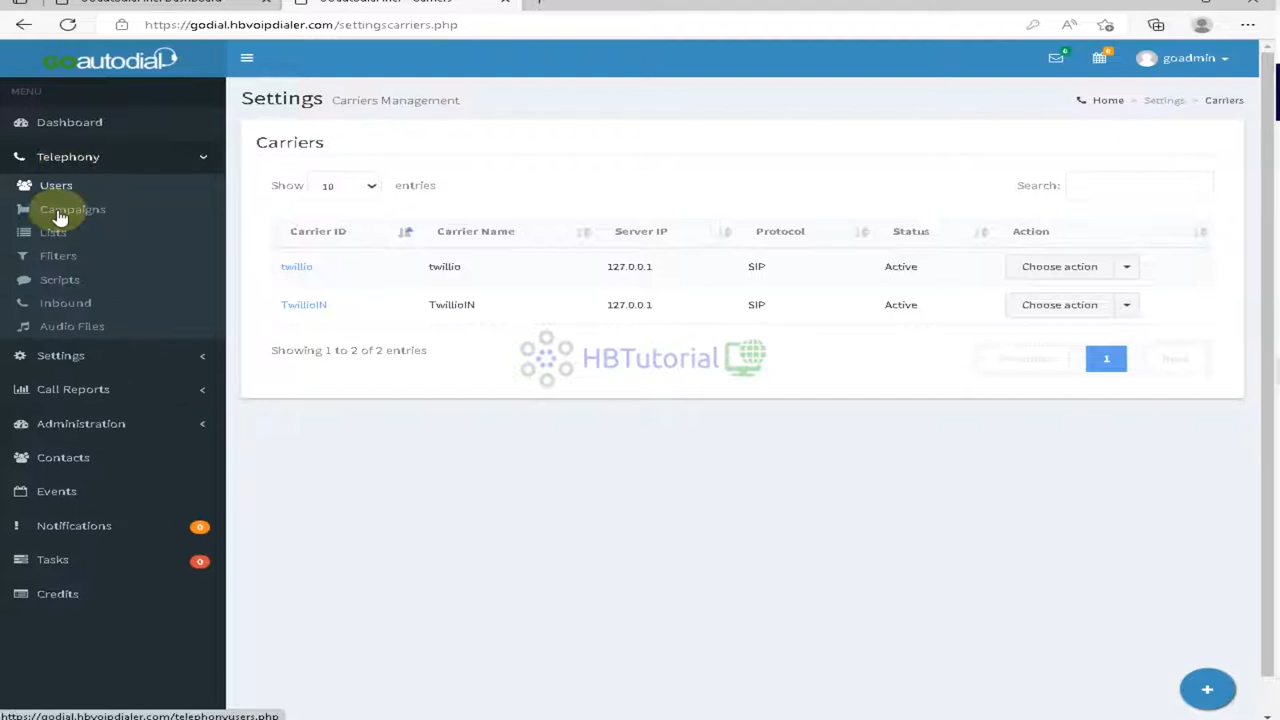 https://godial.hbvoipdialer.com/settingscarriers.php
goautodial
goadmin
MENU
Dashboard
Telephony
Users
Campaigns
Lists
Filters
Scripts
Inbound
Audio Files
Settings
Call Reports
Administration
Contacts
Events
Notifications 0
Tasks 0
Credits
Settings Carriers Management
Home > Settings > Carriers
Carriers
Show 10 entries Search:
Carrier ID Carrier Name Server IP Protocol Status Action
twillio twillio 127.0.0.1 SIP Active Choose action
TwillioIN TwillioIN 127.0.0.1 SIP Active Choose action
Showing 1 to 2 of 2 entries 1
HBTutorial
+
https://godial.hbvoipdialer.com/telephonyusers.php